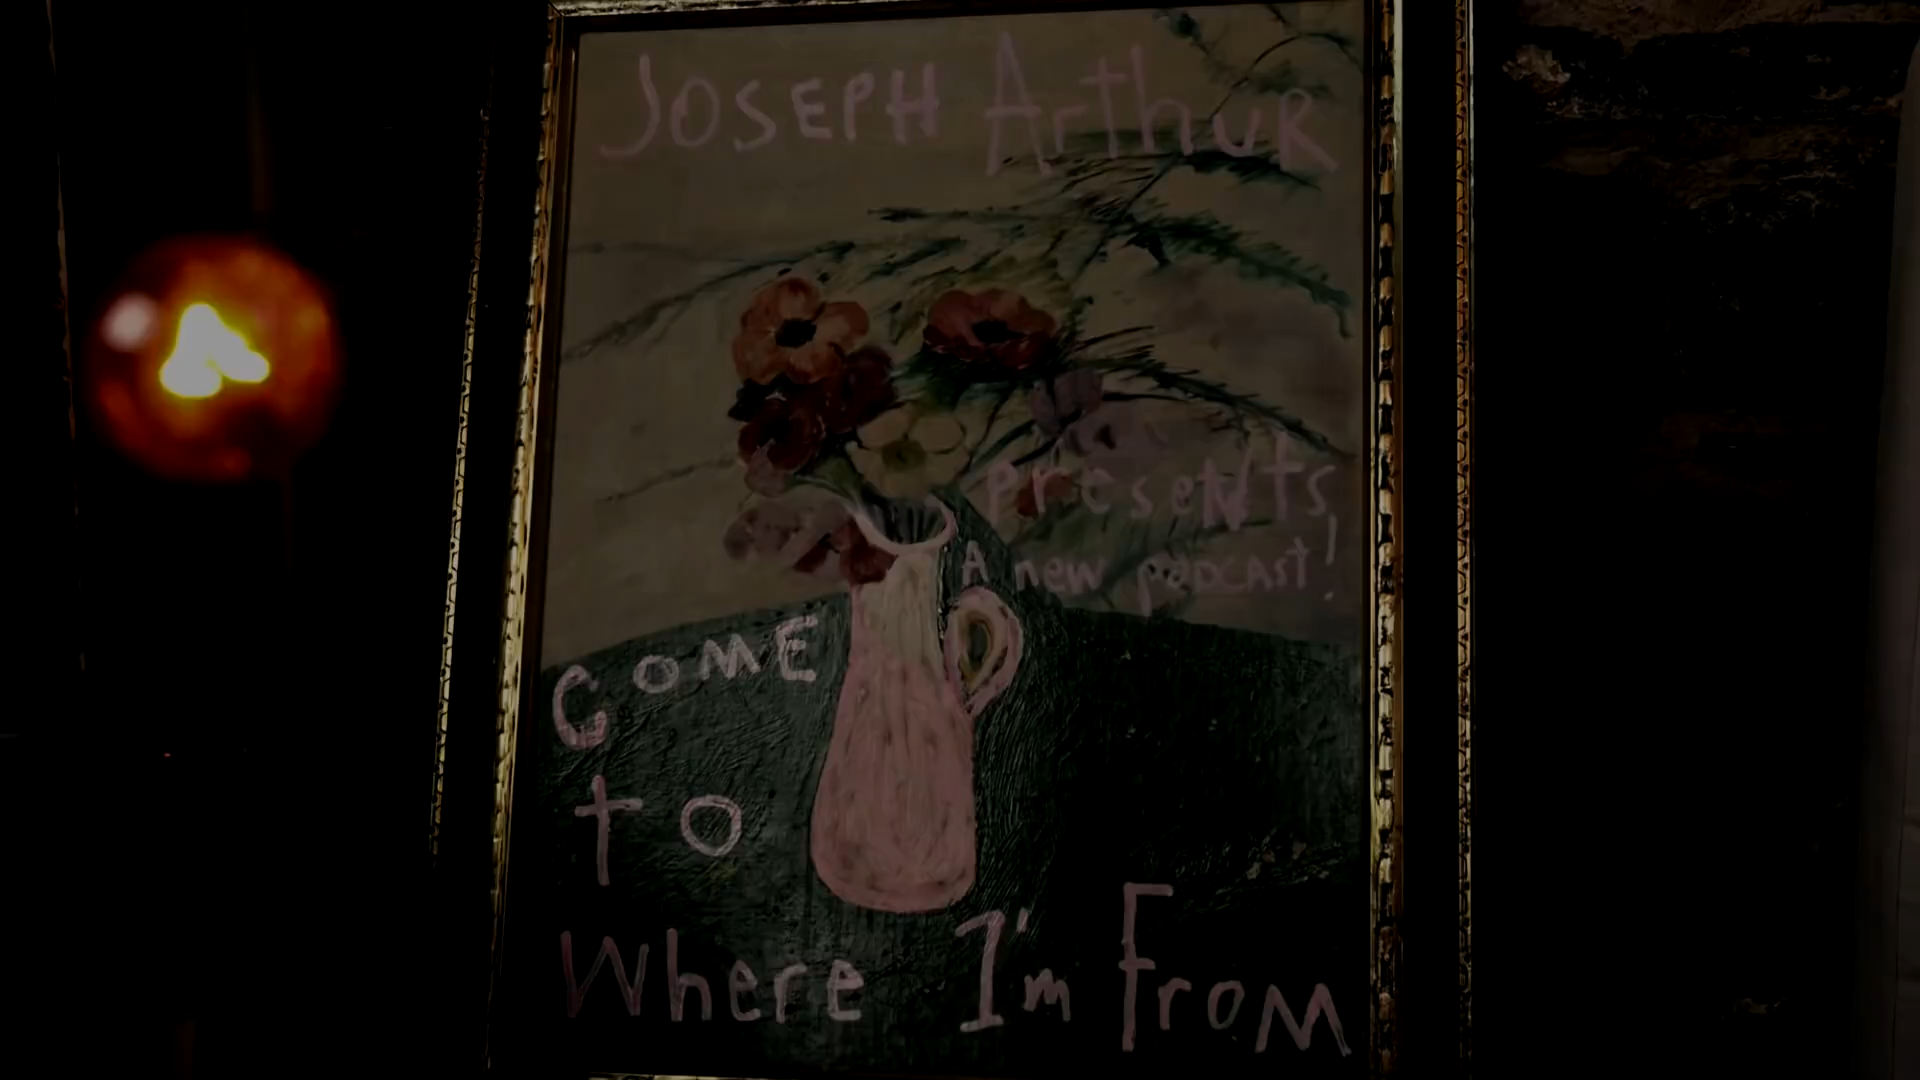 JOSEPH ArthuR
preseNts
A new podcAst!
COME
to
Where I'm FroM